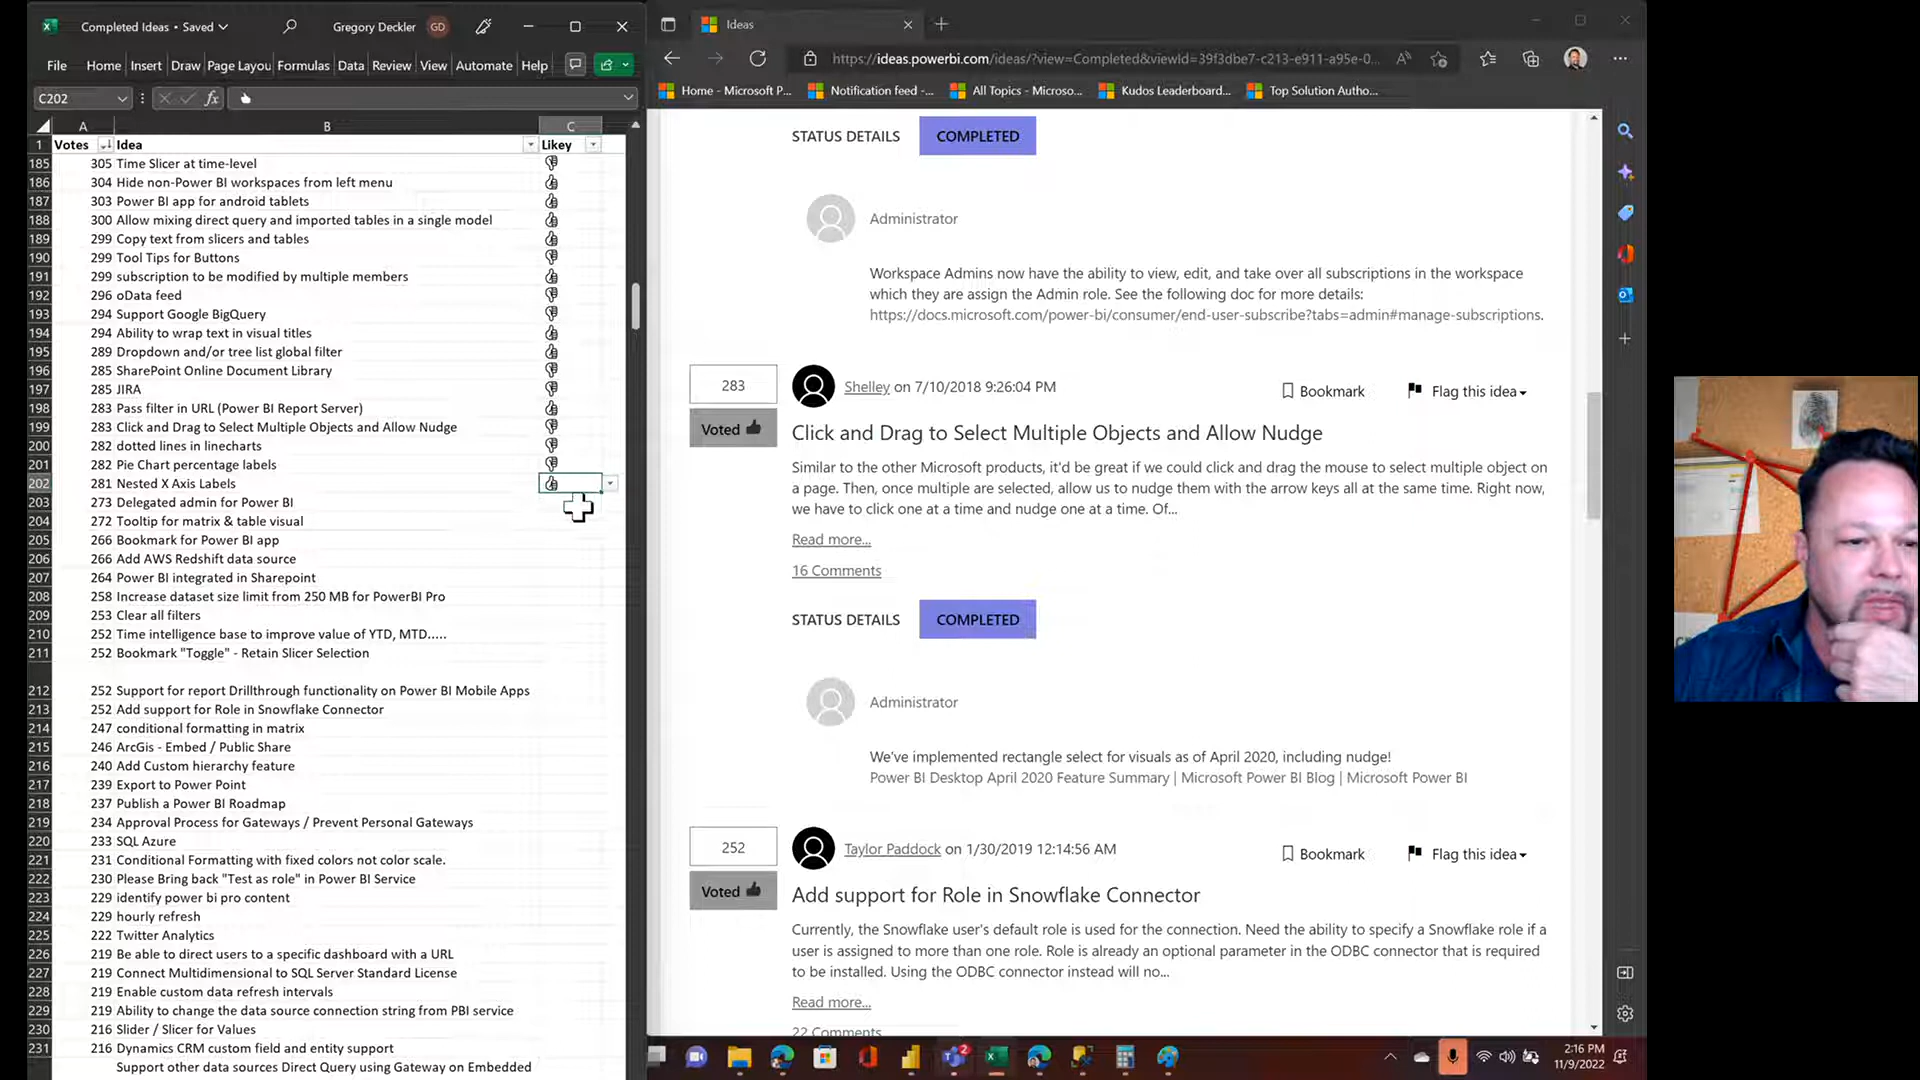 Completed Ideas • Saved
Gregory Deckler
GD
File Home Insert Draw Page Layou Formulas Data Review View Automate Help
C202
fx
A B C
1 Votes Idea Likey
185 305 Time Slicer at time-level
186 304 Hide non-Power BI workspaces from left menu
187 303 Power BI app for android tablets
188 300 Allow mixing direct query and imported tables in a single model
189 299 Copy text from slicers and tables
190 299 Tool Tips for Buttons
191 299 subscription to be modified by multiple members
192 296 oData feed
193 294 Support Google BigQuery
194 294 Ability to wrap text in visual titles
195 289 Dropdown and/or tree list global filter
196 285 SharePoint Online Document Library
197 285 JIRA
198 283 Pass filter in URL (Power BI Report Server)
199 283 Click and Drag to Select Multiple Objects and Allow Nudge
200 282 dotted lines in linecharts
201 282 Pie Chart percentage labels
202 281 Nested X Axis Labels
203 273 Delegated admin for Power BI
204 272 Tooltip for matrix & table visual
205 266 Bookmark for Power BI app
206 266 Add AWS Redshift data source
207 264 Power BI integrated in Sharepoint
208 258 Increase dataset size limit from 250 MB for PowerBI Pro
209 253 Clear all filters
210 252 Time intelligence base to improve value of YTD, MTD.....
211 252 Bookmark "Toggle" - Retain Slicer Selection
212 252 Support for report Drillthrough functionality on Power BI Mobile Apps
213 252 Add support for Role in Snowflake Connector
214 247 conditional formatting in matrix
215 246 ArcGis - Embed / Public Share
216 240 Add Custom hierarchy feature
217 239 Export to Power Point
218 237 Publish a Power BI Roadmap
219 234 Approval Process for Gateways / Prevent Personal Gateways
220 233 SQL Azure
221 231 Conditional Formatting with fixed colors not color scale.
222 230 Please Bring back "Test as role" in Power BI Service
223 229 identify power bi pro content
224 229 hourly refresh
225 222 Twitter Analytics
226 219 Be able to direct users to a specific dashboard with a URL
227 219 Connect Multidimensional to SQL Server Standard License
228 219 Enable custom data refresh intervals
229 219 Ability to change the data source connection string from PBI service
230 216 Slider / Slicer for Values
231 216 Dynamics CRM custom field and entity support
Support other data sources Direct Query using Gateway on Embedded
Ideas
https://ideas.powerbi.com/ideas/?view=Completed&viewId=39f3dbe7-c213-e911-a95e-0...
Home - Microsoft P... Notification feed -... All Topics - Microso... Kudos Leaderboard... Top Solution Autho...
STATUS DETAILS COMPLETED
Administrator
Workspace Admins now have the ability to view, edit, and take over all subscriptions in the workspace
which they are assign the Admin role. See the following doc for more details:
https://docs.microsoft.com/power-bi/consumer/end-user-subscribe?tabs=admin#manage-subscriptions.
283
Voted
Shelley on 7/10/2018 9:26:04 PM
Bookmark Flag this idea
Click and Drag to Select Multiple Objects and Allow Nudge
Similar to the other Microsoft products, it'd be great if we could click and drag the mouse to select multiple object on
a page. Then, once multiple are selected, allow us to nudge them with the arrow keys all at the same time. Right now,
we have to click one at a time and nudge one at a time. Of...
Read more...
16 Comments
STATUS DETAILS COMPLETED
Administrator
We've implemented rectangle select for visuals as of April 2020, including nudge!
Power BI Desktop April 2020 Feature Summary | Microsoft Power BI Blog | Microsoft Power BI
252
Voted
Taylor Paddock on 1/30/2019 12:14:56 AM
Bookmark Flag this idea
Add support for Role in Snowflake Connector
Currently, the Snowflake user's default role is used for the connection. Need the ability to specify a Snowflake role if a
user is assigned to more than one role. Role is already an optional parameter in the ODBC connector that is required
to be installed. Using the ODBC connector instead will no...
Read more...
22 Comments
2
2:16 PM
11/9/2022